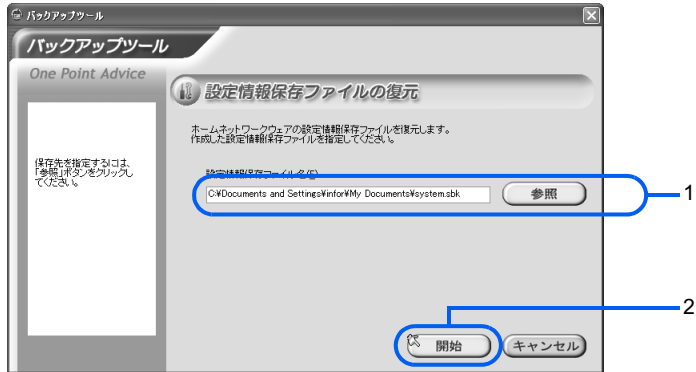 バックアップツール
バックアップツール
One Point Advice
設定情報保存ファイルの復元
ホームネットワークウェアの設定情報保存ファイルを復元します。
作成した設定情報保存ファイルを指定してください。
保存先を指定するには、
「参照」ボタンをクリックし
てください。
設定情報保存ファイル名(F)
C:¥Documents and Settings¥infor¥My Documents¥system.sbk
参照
1
2
開始
キャンセル